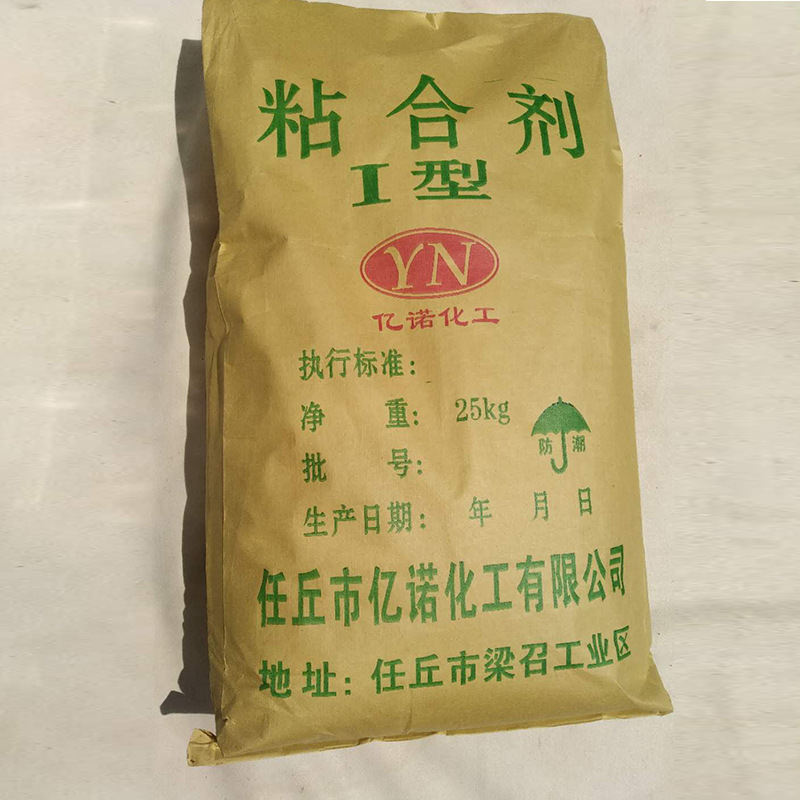 粘合剂
I型
YN
亿诺化工
执行标准：
净 重： 25kg
防潮
批 号：
生产日期： 年 月 日
任丘市亿诺化工有限公司
地址：任丘市梁召工业区